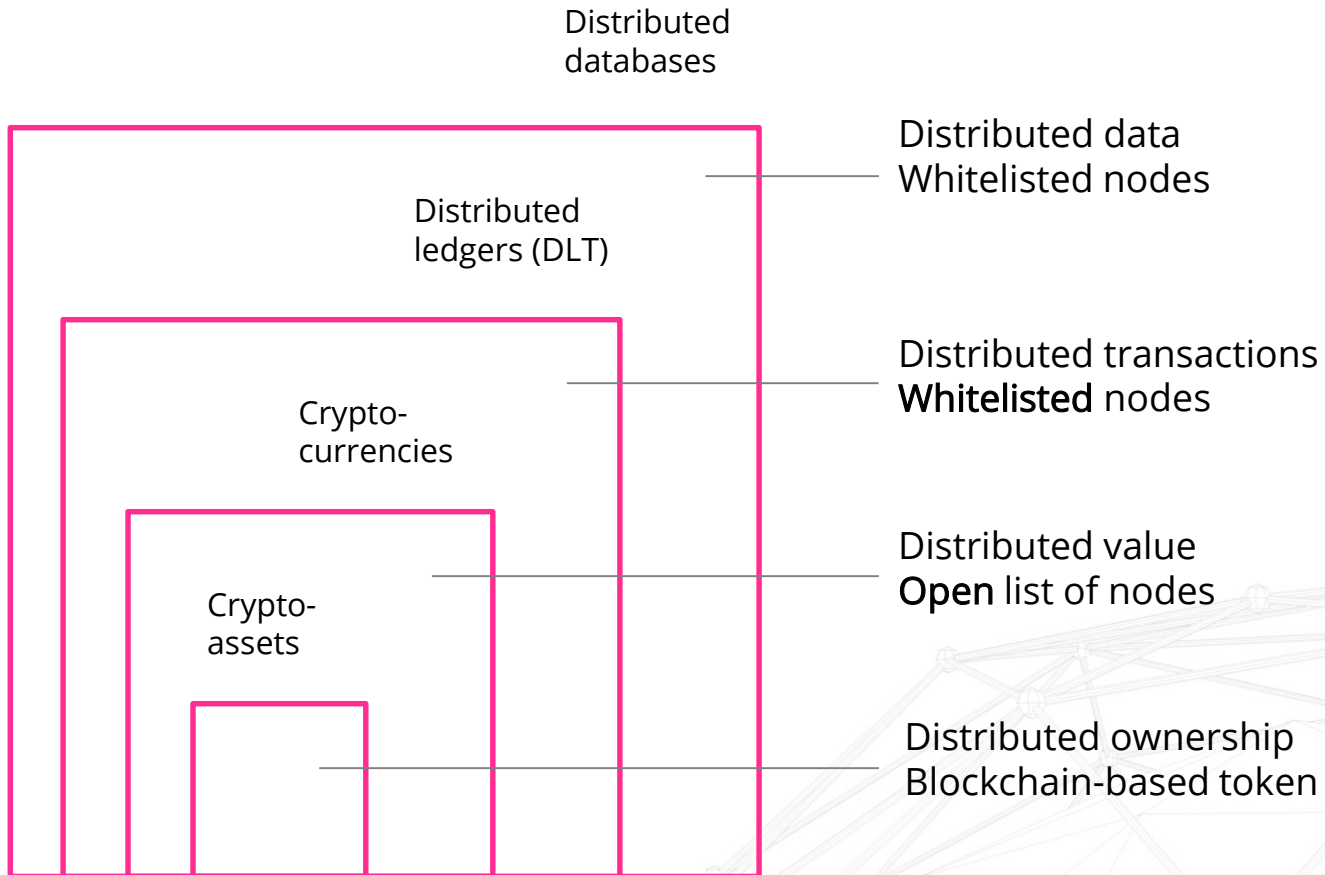 Distributed
databases
Distributed data
Whitelisted nodes
Distributed
ledgers (DLT)
Distributed transactions
Whitelisted nodes
Crypto-
currencies
Distributed value
Open list of nodes
Crypto-
assets
Distributed ownership
Blockchain-based token